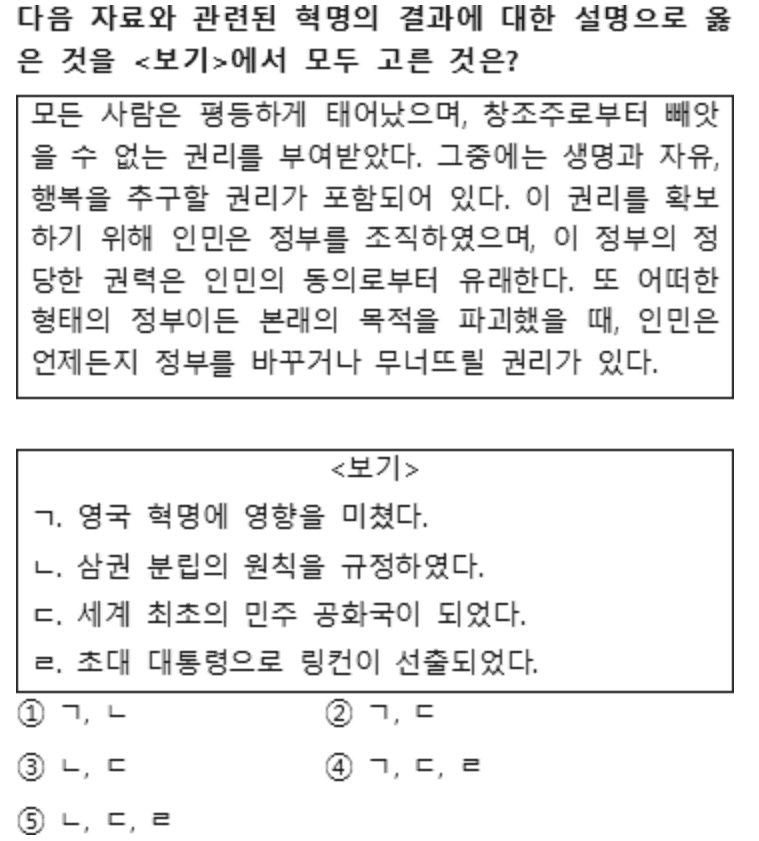 다음 자료와 관련된 혁명의 결과에 대한 설명으로 옳
은 것을 <보기>에서 모두 고른 것은?
모든 사람은 평등하게 태어났으며, 창조주로부터 빼앗
을 수 없는 권리를 부여받았다. 그중에는 생명과 자유,
행복을 추구할 권리가 포함되어 있다. 이 권리를 확보
하기 위해 인민은 정부를 조직하였으며, 이 정부의 정
당한 권력은 인민의 동의로부터 유래한다. 또 어떠한
형태의 정부이든 본래의 목적을 파괴했을 때, 인민은
언제든지 정부를 바꾸거나 무너뜨릴 권리가 있다.
<보기>
ㄱ. 영국 혁명에 영향을 미쳤다.
ㄴ. 삼권 분립의 원칙을 규정하였다.
ㄷ. 세계 최초의 민주 공화국이 되었다.
ㄹ. 초대 대통령으로 링컨이 선출되었다.
① ㄱ, ㄴ ② ㄱ, ㄷ
③ ㄴ, ㄷ ④ ㄱ, ㄷ, ㄹ
⑤ ㄴ, ㄷ, ㄹ